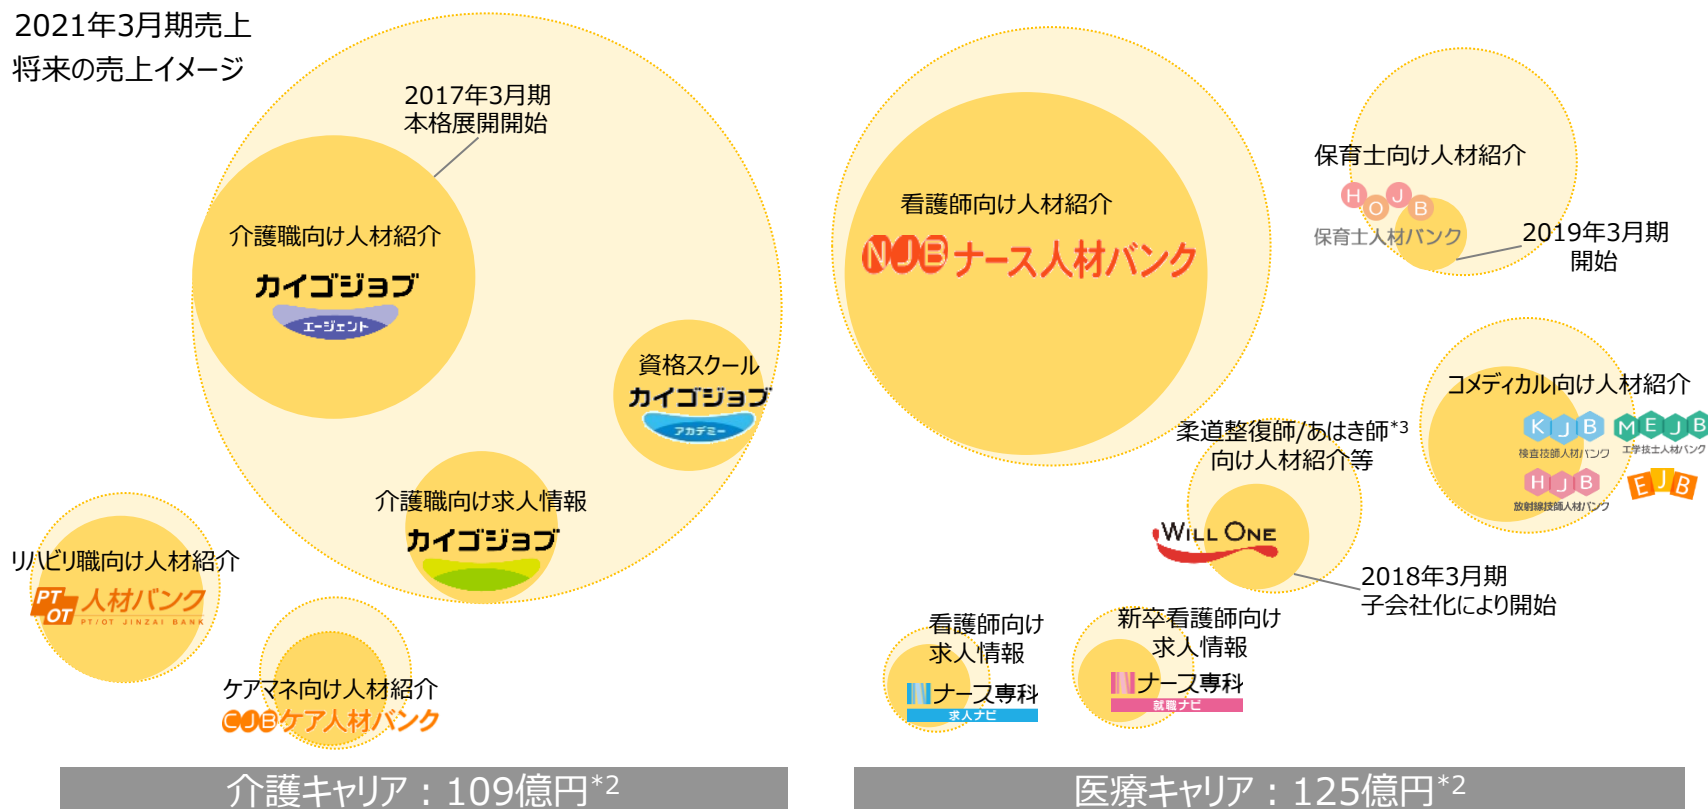 2021年3月期売上
将来の売上イメージ
2017年3月期
本格展開開始
介護職向け人材紹介
カイゴジョブ
エージェント
資格スクール
カイゴジョブ
アカデミー
介護職向け求人情報
カイゴジョブ
リハビリ職向け人材紹介
PT
OT
人材バンク
PT/OT JINZAI BANK
ケアマネ向け人材紹介
CJBケア人材バンク
介護キャリア：109億円*2
看護師向け人材紹介
NJBナース人材バンク
保育士向け人材紹介
HOJB
保育士人材バンク
2019年3月期
開始
コメディカル向け人材紹介
KJB
検査技師人材バンク
MEJB
工学技士人材バンク
HJB
放射線技師人材バンク
EJB
柔道整復師/あはき師*3
向け人材紹介等
WILL ONE
2018年3月期
子会社化により開始
看護師向け
求人情報
ナース専科
求人ナビ
新卒看護師向け
求人情報
ナース専科
就職ナビ
医療キャリア：125億円*2